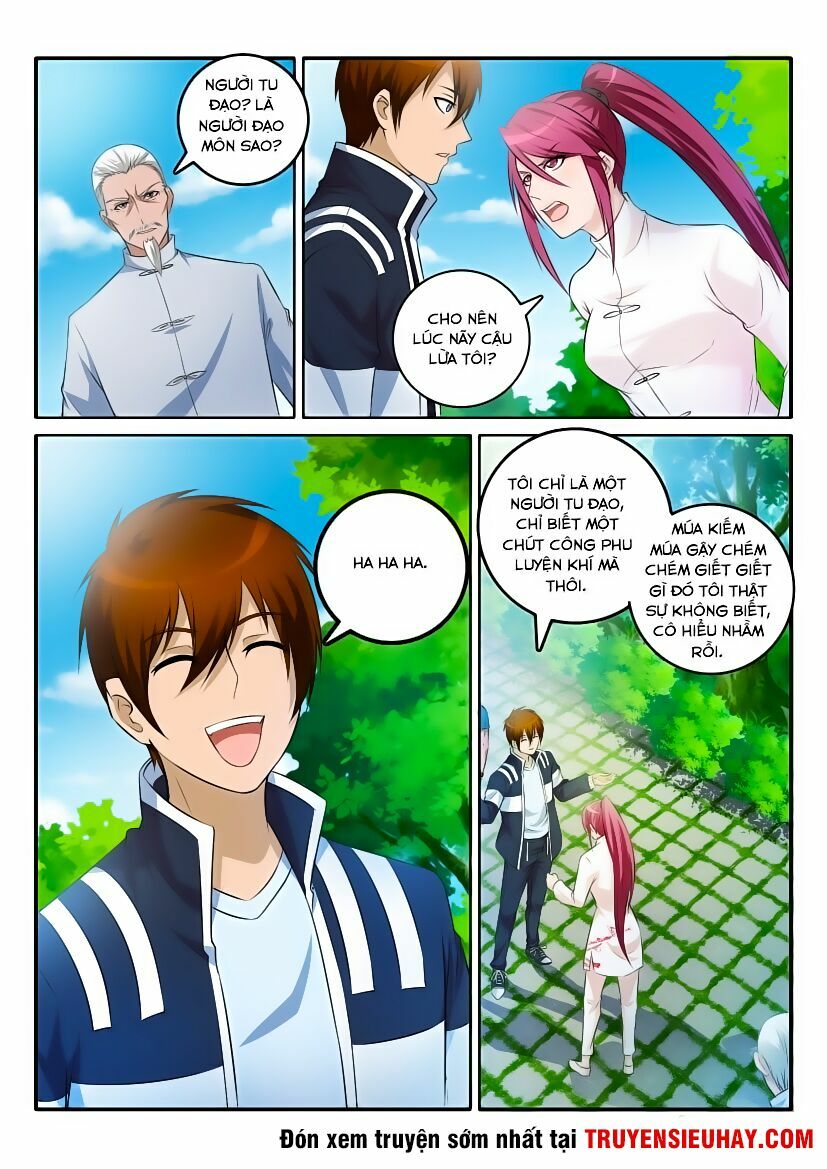 NGƯỜI TU
ĐẠO? LÀ
NGƯỜI ĐẠO
MÔN SAO?
CHO NÊN
LÚC NÃY CẬU
LỪA TÔI?
HA HA HA.
TÔI CHỈ LÀ MỘT
NGƯỜI TU ĐẠO,
CHỈ BIẾT MỘT
CHÚT CÔNG PHU
LUYỆN KHÍ MÀ
THÔI.
MÚA KIẾM
MÚA GẬY CHÉM
CHÉM GIẾT GIẾT
GÌ ĐÓ TÔI THẬT
SỰ KHÔNG BIẾT,
CÔ HIỂU NHẦM
RỒI.
Đón xem truyện sớm nhất tại TRUYENSIEUHAY.COM